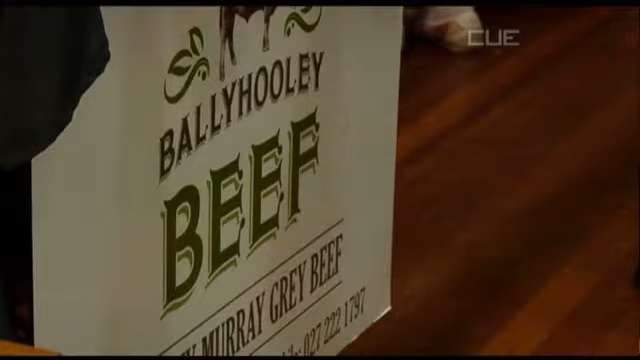 CUE
BALLYHOOLEY
BEEF
MURRAY GREY BEEF
027 222 1797